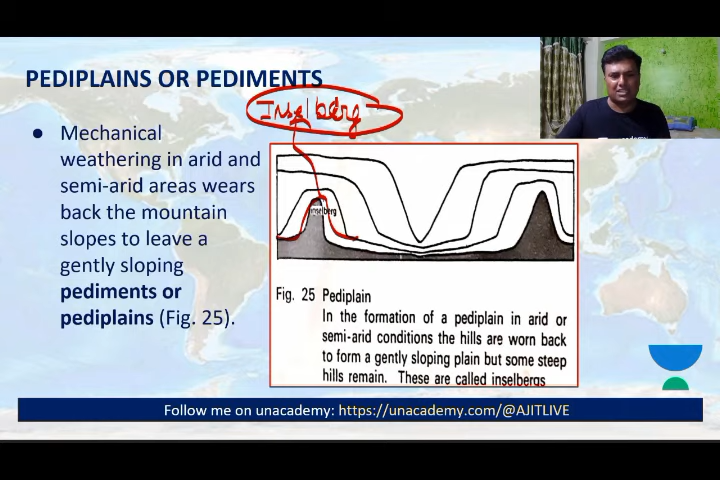 PEDIPLAINS OR PEDIMENTS
Inselberg
● Mechanical
weathering in arid and
semi-arid areas wears
back the mountain
slopes to leave a
gently sloping
pediments or
pediplains (Fig. 25).
inselberg
Fig. 25 Pediplain
In the formation of a pediplain in arid or
semi-arid conditions the hills are worn back
to form a gently sloping plain but some steep
hills remain. These are called inselbergs
Follow me on unacademy: https://unacademy.com/@AJITLIVE